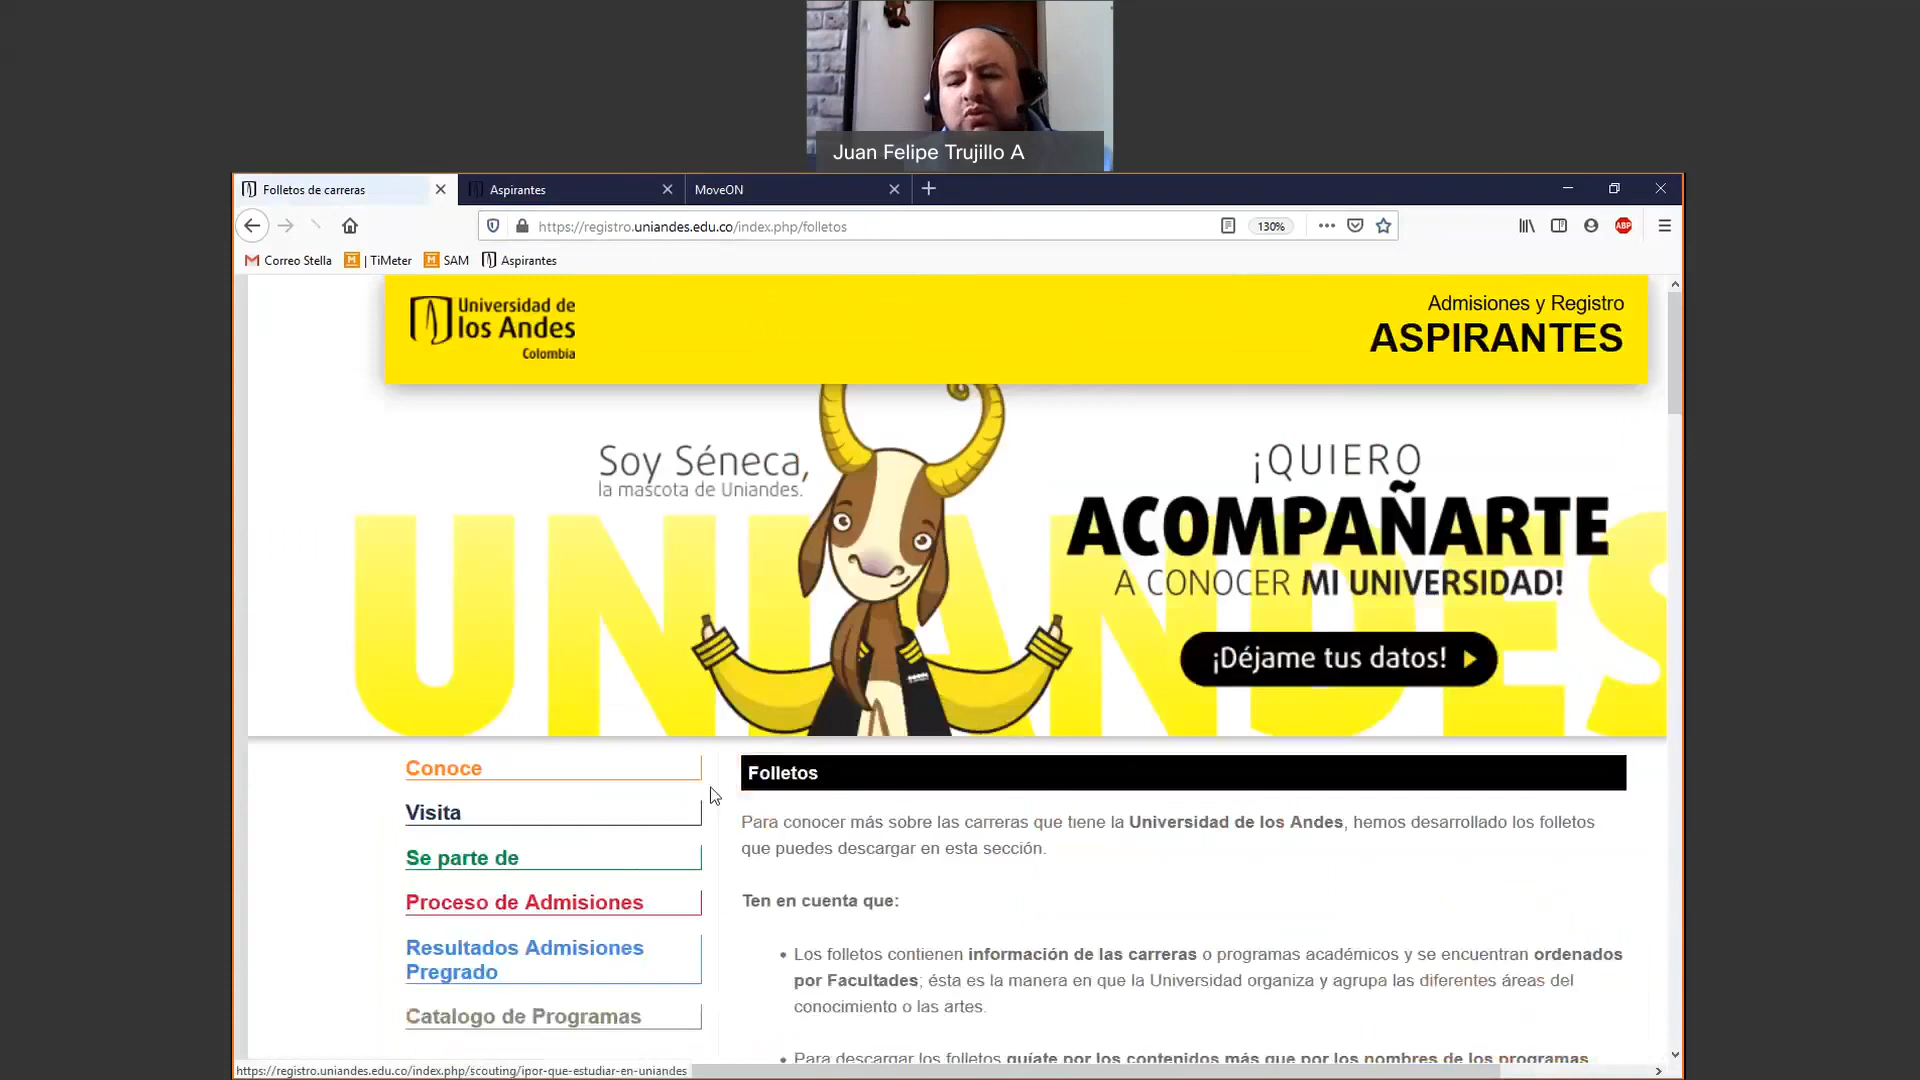 Juan Felipe Trujillo A
Folletos de carreras
Aspirantes
MoveON
https://registro.uniandes.edu.co/index.php/folletos
130%
ABP
Correo Stella
| TiMeter
SAM
Aspirantes
Universidad de
los Andes
Colombia
Admisiones y Registro
ASPIRANTES
Soy Séneca,
la mascota de Uniandes.
UNIANDES
¡QUIERO
ACOMPAÑARTE
A CONOCER MI UNIVERSIDAD!
¡Déjame tus datos!
Conoce
Visita
Se parte de
Proceso de Admisiones
Resultados Admisiones
Pregrado
Catalogo de Programas
Folletos
Para conocer más sobre las carreras que tiene la Universidad de los Andes, hemos desarrollado los folletos
que puedes descargar en esta sección.
Ten en cuenta que:
• Los folletos contienen información de las carreras o programas académicos y se encuentran ordenados
por Facultades; ésta es la manera en que la Universidad organiza y agrupa las diferentes áreas del
conocimiento o las artes.
• Para descargar los folletos guíate por los contenidos más que por los nombres de los programas
https://registro.uniandes.edu.co/index.php/scouting/ipor-que-estudiar-en-uniandes